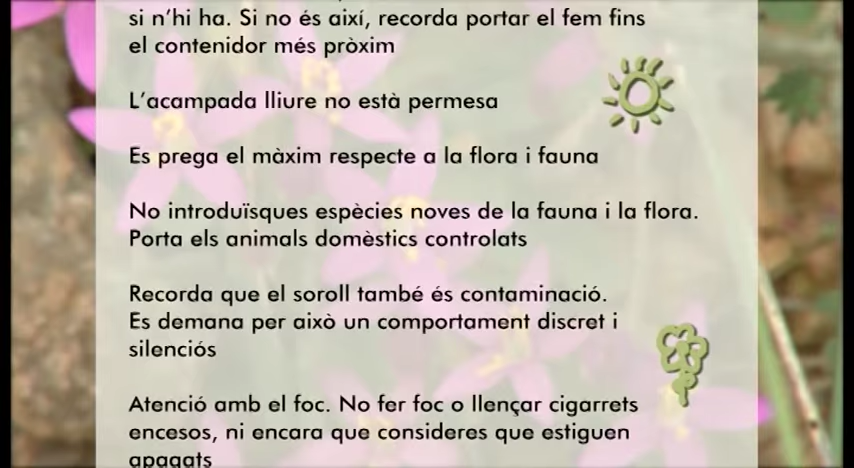 si n'hi ha. Si no és així, recorda portar el fem fins
el contenidor més pròxim
L'acampada lliure no està permesa
Es prega el màxim respecte a la flora i fauna
No introduïsques espècies noves de la fauna i la flora.
Porta els animals domèstics controlats
Recorda que el soroll també és contaminació.
Es demana per això un comportament discret i
silenciós
Atenció amb el foc. No fer foc o llençar cigarrets
encesos, ni encara que consideres que estiguen
apagats